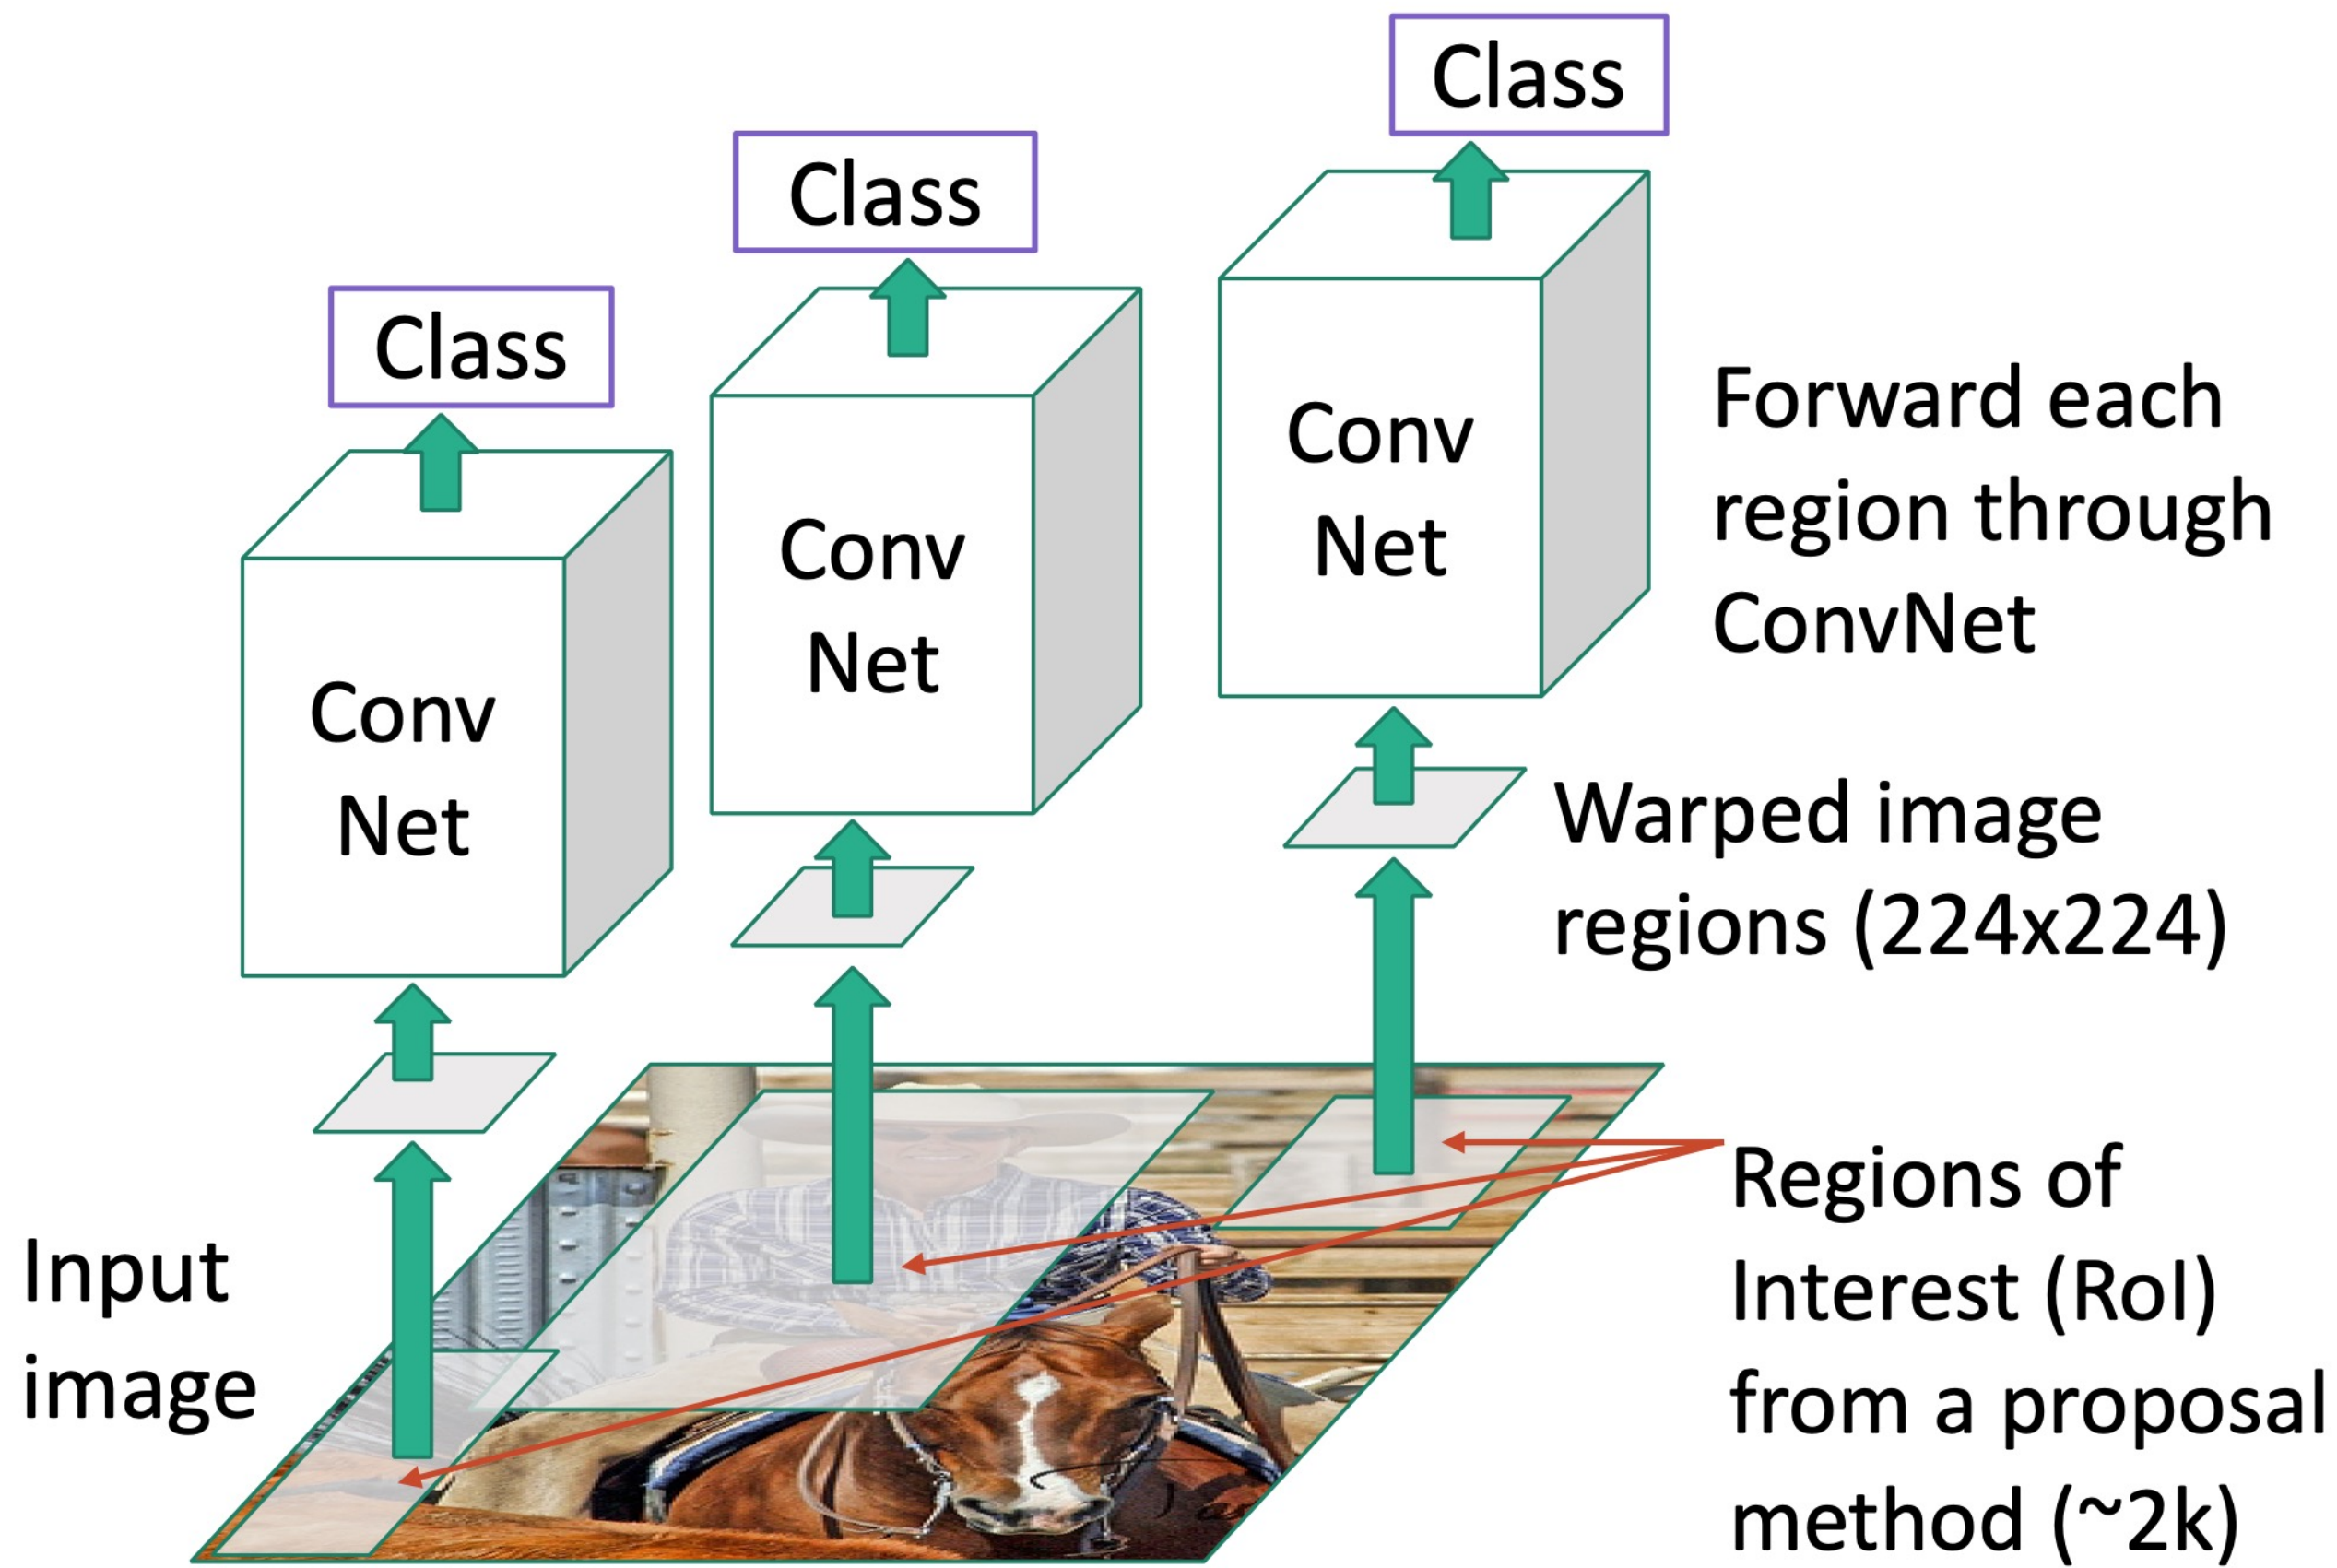 Class
Class
Class
Conv
Net
Conv
Net
Conv
Net
Forward each
region through
ConvNet
Warped image
regions (224x224)
Input
image
Regions of
Interest (RoI)
from a proposal
method (~2k)